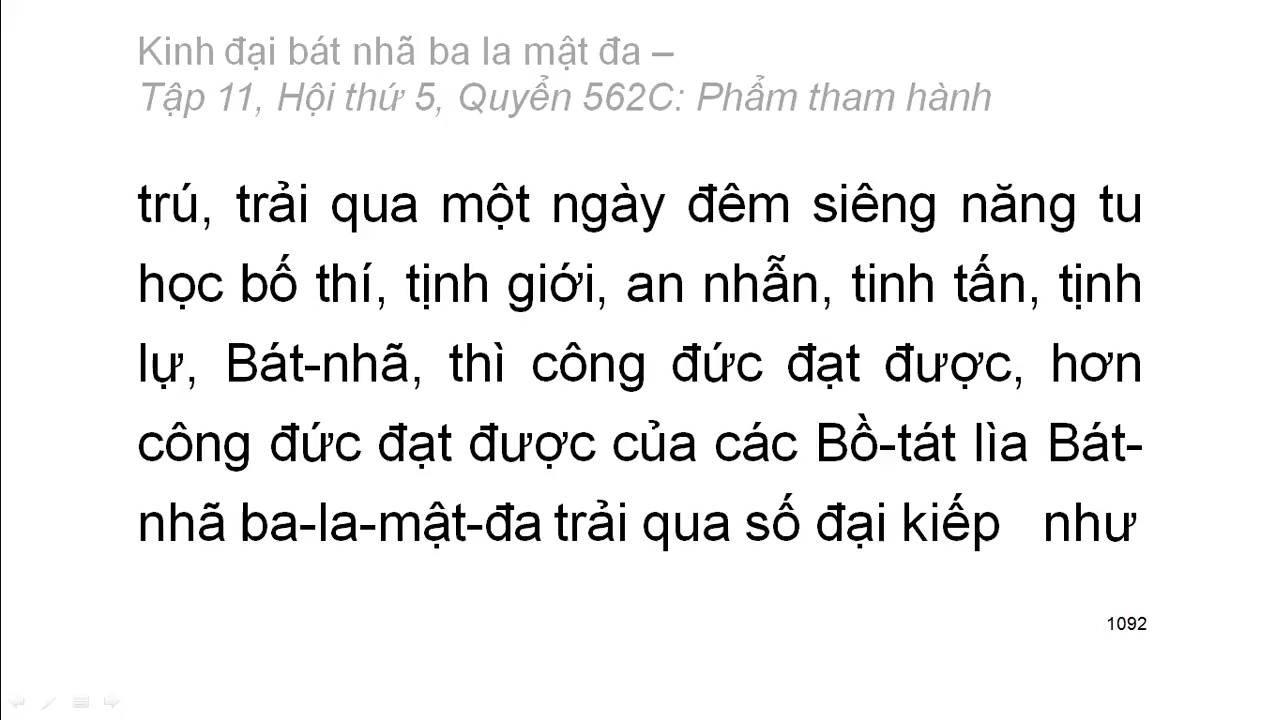 Kinh đại bát nhã ba la mật đa –
Tập 11, Hội thứ 5, Quyển 562C: Phẩm tham hành
trú, trải qua một ngày đêm siêng năng tu
học bố thí, tịnh giới, an nhẫn, tinh tấn, tịnh
lự, Bát-nhã, thì công đức đạt được, hơn
công đức đạt được của các Bồ-tát lìa Bát-
nhã ba-la-mật-đa trải qua số đại kiếp như
1092